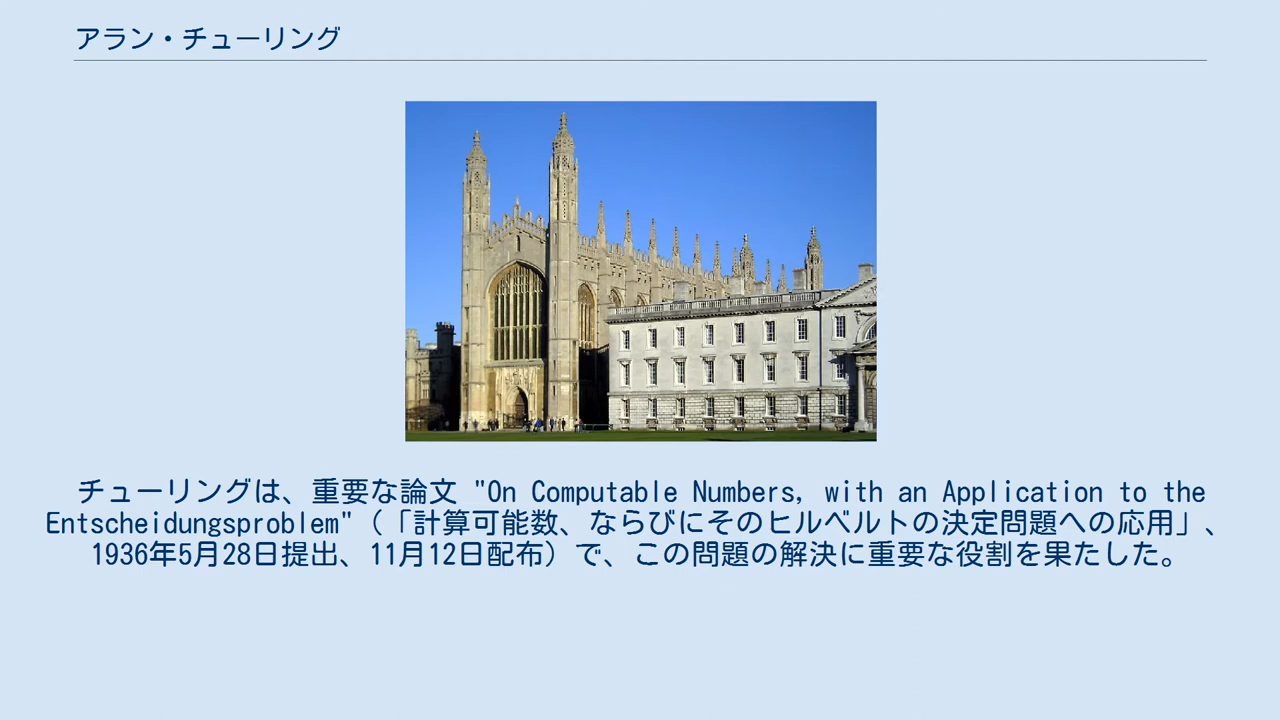 アラン・チューリング
チューリングは、重要な論文 "On Computable Numbers, with an Application to the
Entscheidungsproblem"（「計算可能数、ならびにそのヒルベルトの決定問題への応用」、
1936年5月28日提出、11月12日配布）で、この問題の解決に重要な役割を果たした。